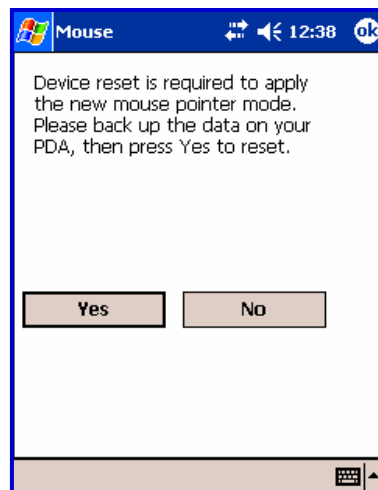 Mouse 12:38 ok
Device reset is required to apply
the new mouse pointer mode.
Please back up the data on your
PDA, then press Yes to reset.
Yes No